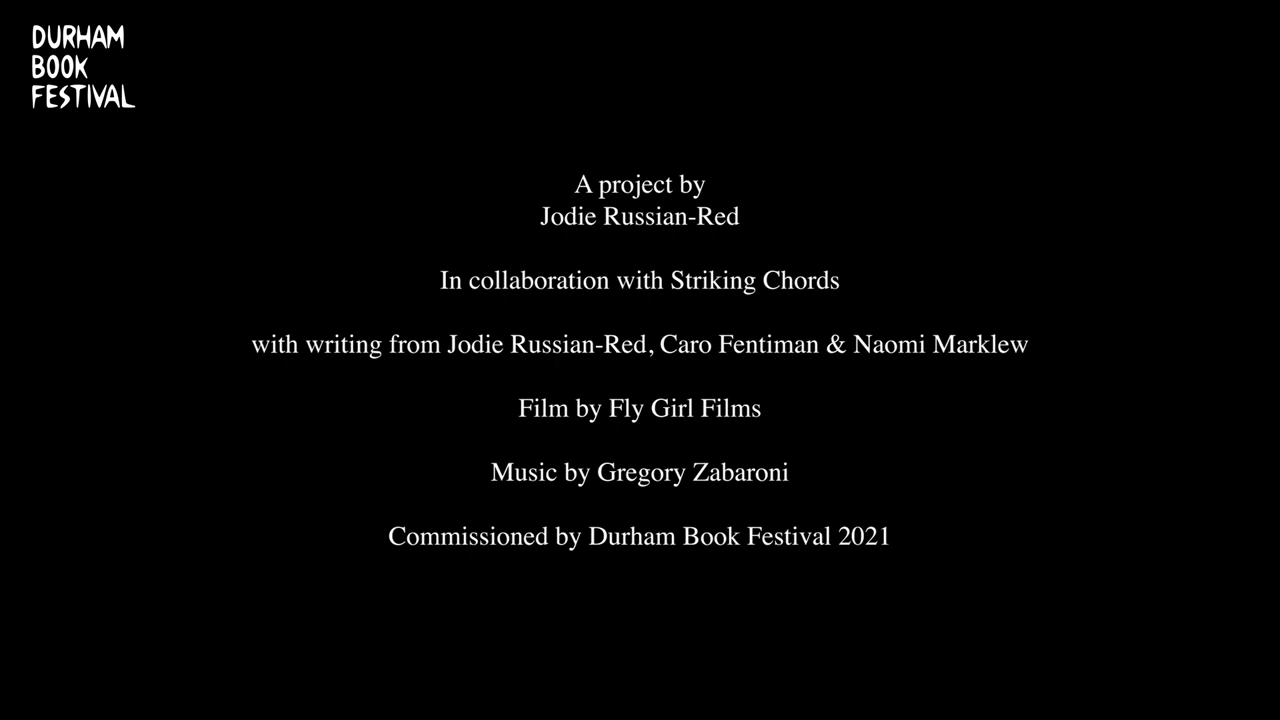 DURHAM
BOOK
FESTIVAL
A project by
Jodie Russian-Red
In collaboration with Striking Chords
with writing from Jodie Russian-Red, Caro Fentiman & Naomi Marklew
Film by Fly Girl Films
Music by Gregory Zabaroni
Commissioned by Durham Book Festival 2021